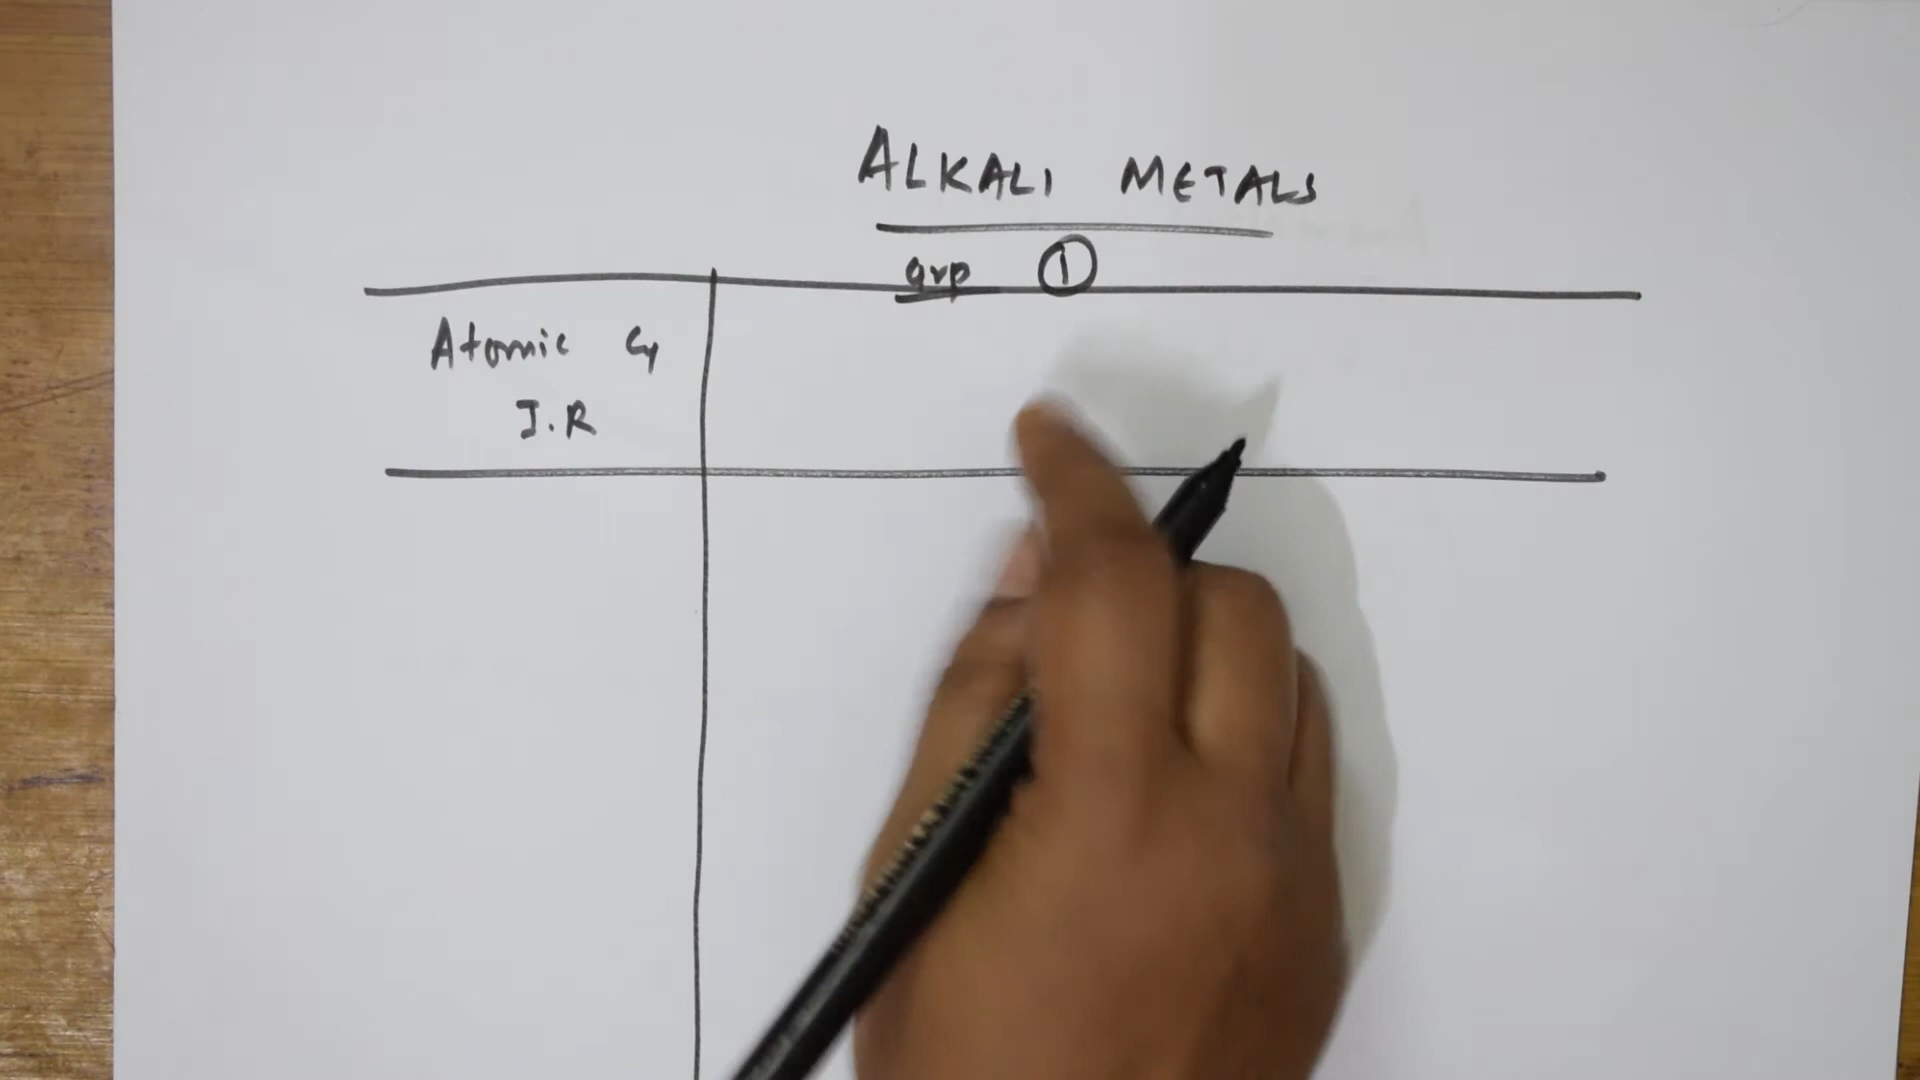 ALKALI METALS
grp ①
Atomic &
I.R